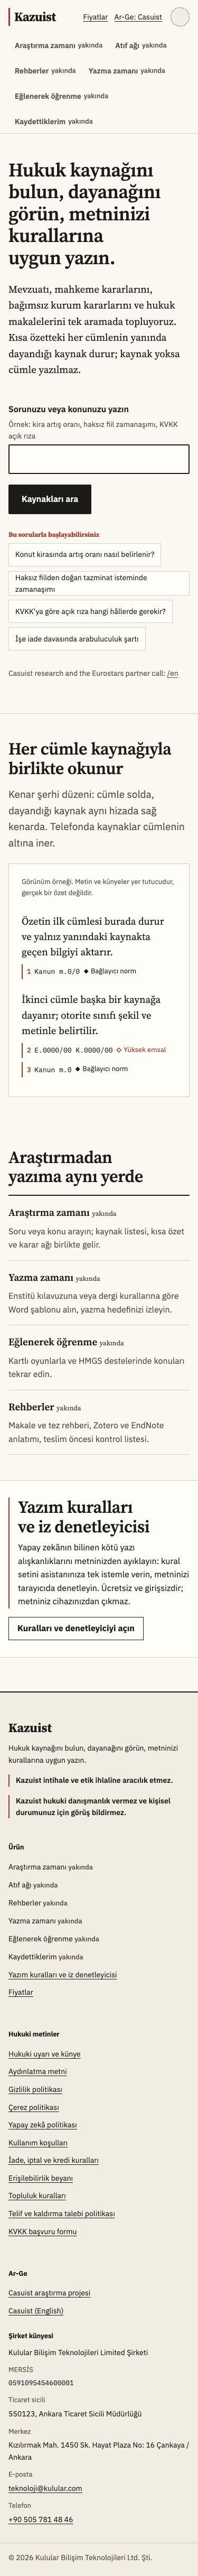 Kazuist
Fiyatlar Ar-Ge: Casuist
Araştırma zamanı yakında Atıf ağı yakında
Rehberler yakında Yazma zamanı yakında
Eğlenerek öğrenme yakında
Kaydettiklerim yakında
Hukuk kaynağını
bulun, dayanağını
görün, metninizi
kurallarına
uygun yazın.
Mevzuatı, mahkeme kararlarını,
bağımsız kurum kararlarını ve hukuk
makalelerini tek aramada topluyoruz.
Kısa özetteki her cümlenin yanında
dayandığı kaynak durur; kaynak yoksa
cümle yazılmaz.
Sorunuzu veya konunuzu yazın
Örnek: kira artış oranı, haksız fiil zamanaşımı, KVKK
açık rıza
Kaynakları ara
Bu sorularla başlayabilirsiniz
Konut kirasında artış oranı nasıl belirlenir?
Haksız fiilden doğan tazminat isteminde
zamanaşımı
KVKK'ya göre açık rıza hangi hâllerde gerekir?
İşe iade davasında arabuluculuk şartı
Casuist research and the Eurostars partner call: /en
Her cümle kaynağıyla
birlikte okunur
Kenar şerhi düzeni: cümle solda,
dayandığı kaynak aynı hizada sağ
kenarda. Telefonda kaynaklar cümlenin
altına iner.
Görünüm örneği. Metin ve künyeler yer tutucudur,
gerçek bir özet değildir.
Özetin ilk cümlesi burada durur
ve yalnız yanındaki kaynakta
geçen bilgiyi aktarır.
1 Kanun m.0/0 ◆ Bağlayıcı norm
İkinci cümle başka bir kaynağa
dayanır; otorite sınıfı şekil ve
metinle belirtilir.
2 E.0000/00 K.0000/00 ◇ Yüksek emsal
3 Kanun m.0 ◆ Bağlayıcı norm
Araştırmadan
yazıma aynı yerde
Araştırma zamanı yakında
Soru veya konu arayın; kaynak listesi, kısa özet
ve karar ağı birlikte gelir.
Yazma zamanı yakında
Enstitü kılavuzuna veya dergi kurallarına göre
Word şablonu alın, yazma hedefinizi izleyin.
Eğlenerek öğrenme yakında
Kartlı oyunlarla ve HMGS destelerinde konuları
tekrar edin.
Rehberler yakında
Makale ve tez rehberi, Zotero ve EndNote
anlatımı, teslim öncesi kontrol listesi.
Yazım kuralları
ve iz denetleyicisi
Yapay zekânın bilinen kötü yazı
alışkanlıklarını metninizden ayıklayın: kural
setini asistanınıza tek istemle verin, metninizi
tarayıcıda denetleyin. Ücretsiz ve girişsizdir;
metniniz cihazınızdan çıkmaz.
Kuralları ve denetleyiciyi açın
Kazuist
Hukuk kaynağını bulun, dayanağını görün, metninizi
kurallarına uygun yazın.
Kazuist intihale ve etik ihlaline aracılık etmez.
Kazuist hukuki danışmanlık vermez ve kişisel
durumunuz için görüş bildirmez.
Ürün
Araştırma zamanı yakında
Atıf ağı yakında
Rehberler yakında
Yazma zamanı yakında
Eğlenerek öğrenme yakında
Kaydettiklerim yakında
Yazım kuralları ve iz denetleyicisi
Fiyatlar
Hukuki metinler
Hukuki uyarı ve künye
Aydınlatma metni
Gizlilik politikası
Çerez politikası
Yapay zekâ politikası
Kullanım koşulları
İade, iptal ve kredi kuralları
Erişilebilirlik beyanı
Topluluk kuralları
Telif ve kaldırma talebi politikası
KVKK başvuru formu
Ar-Ge
Casuist araştırma projesi
Casuist (English)
Şirket künyesi
Kulular Bilişim Teknolojileri Limited Şirketi
MERSİS
0591095454600001
Ticaret sicili
550123, Ankara Ticaret Sicili Müdürlüğü
Merkez
Kızılırmak Mah. 1450 Sk. Hayat Plaza No: 16 Çankaya /
Ankara
E-posta
teknoloji@kulular.com
Telefon
+90 505 781 48 46
© 2026 Kulular Bilişim Teknolojileri Ltd. Şti.